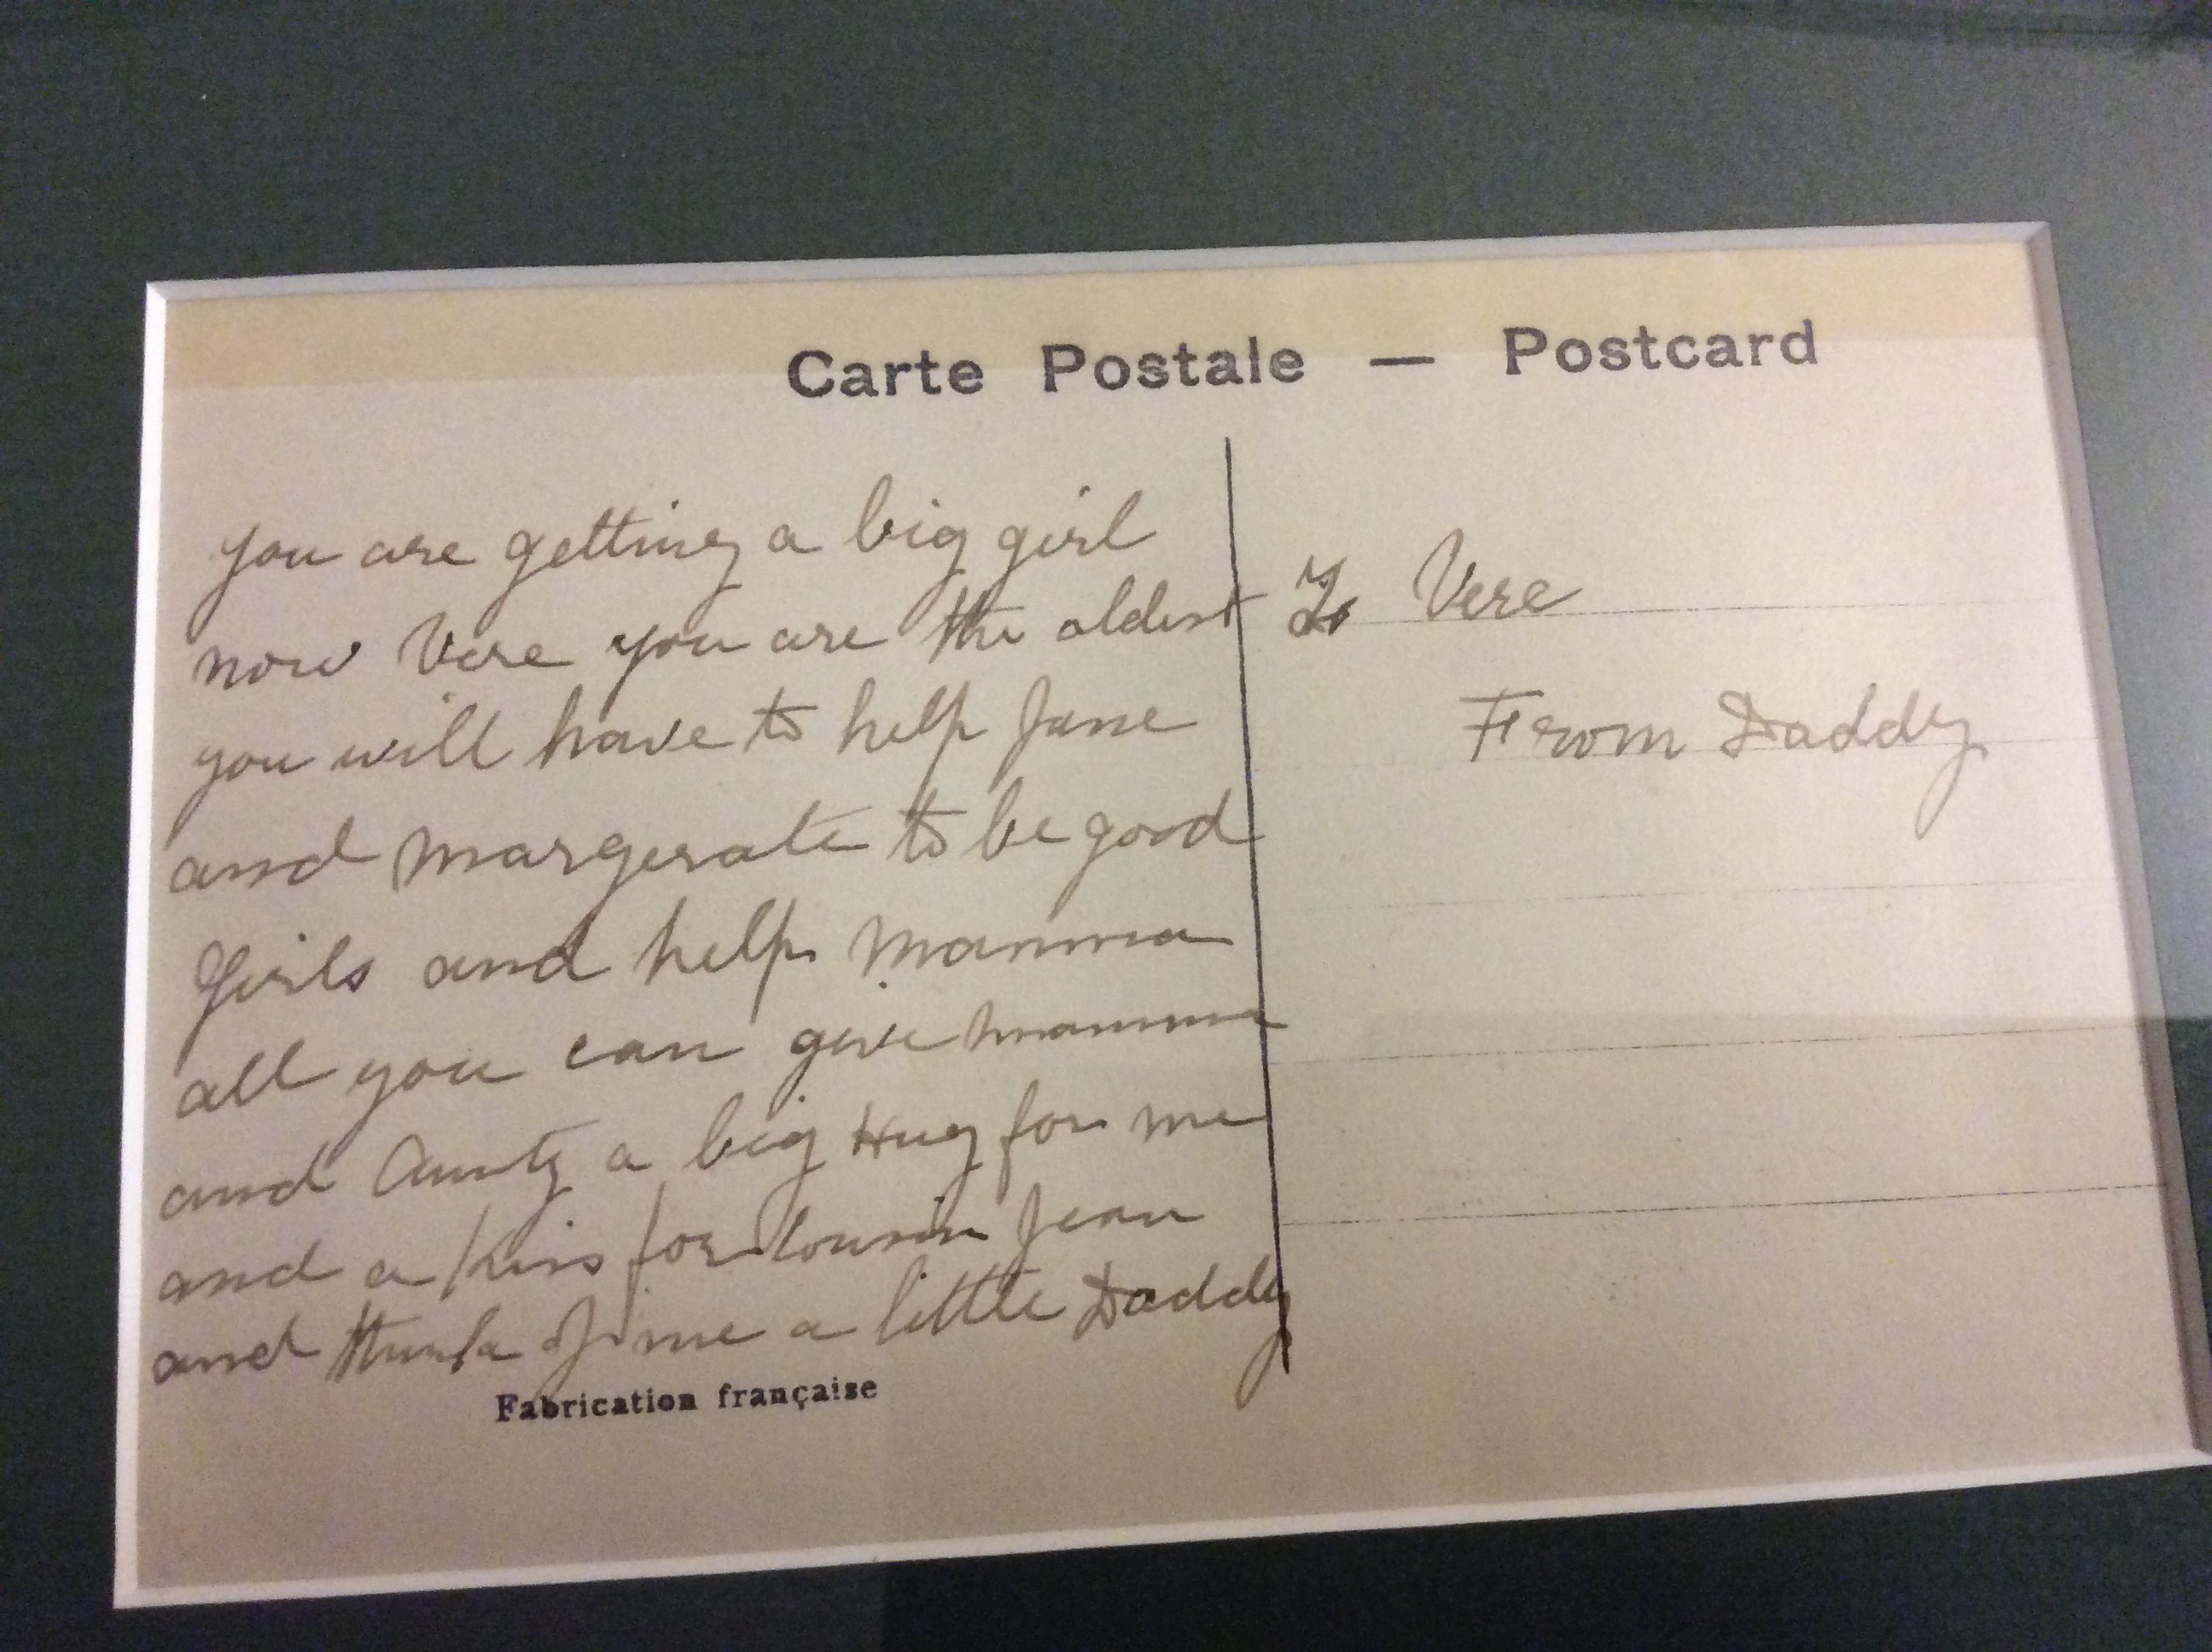 Carte Postale — Postcard
you are getting a big girl
now Vere you are the oldest
you will have to help Jane
and Margerate to be good
Girls and help Mamma
all you can give mamma
and Aunty a big Hug for me
and a Kiss for Cousin Jean
and think of me a little Daddy
Fabrication française
To Vere
From Daddy